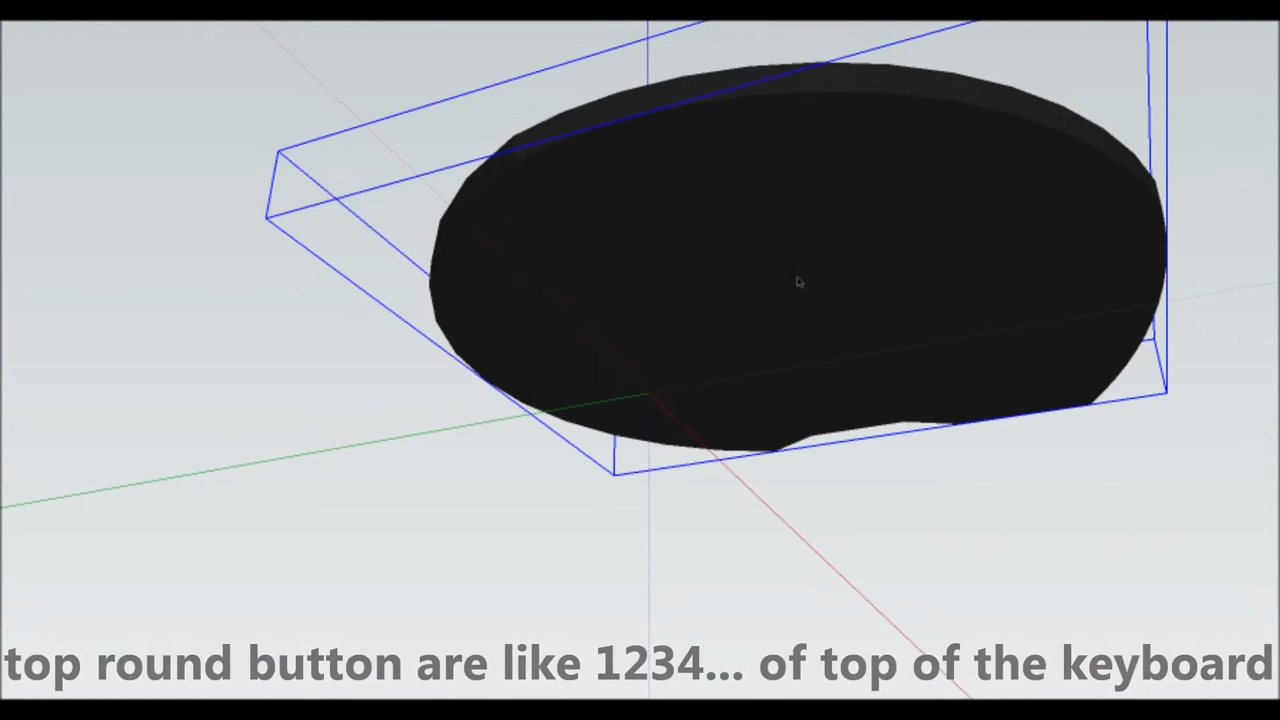 top round button are like 1234... of top of the keyboard